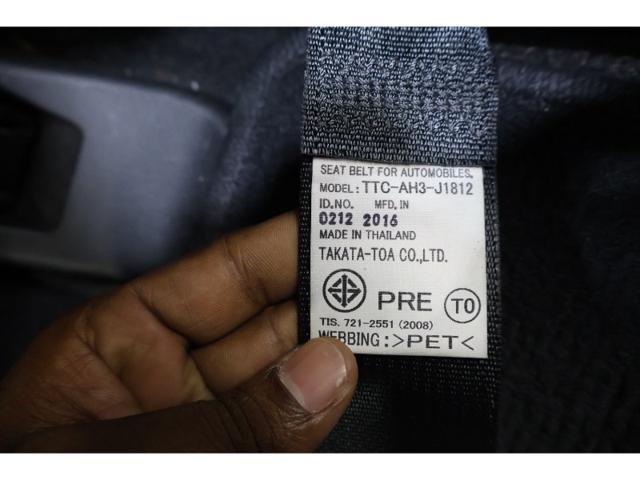 SEAT BELT FOR AUTOMOBILES.
MODEL: TTC-AH3-J1812
ID.NO. MFD. IN
0212 2016
MADE IN THAILAND
TAKATA-TOA CO.,LTD.
PRE TO
TIS. 721-2551 (2008)
WEBBING:>PET<